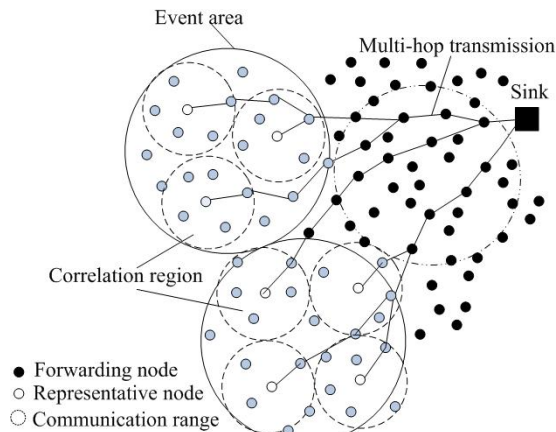 Event area
Multi-hop transmission
Sink
Correlation region
Forwarding node
Representative node
Communication range